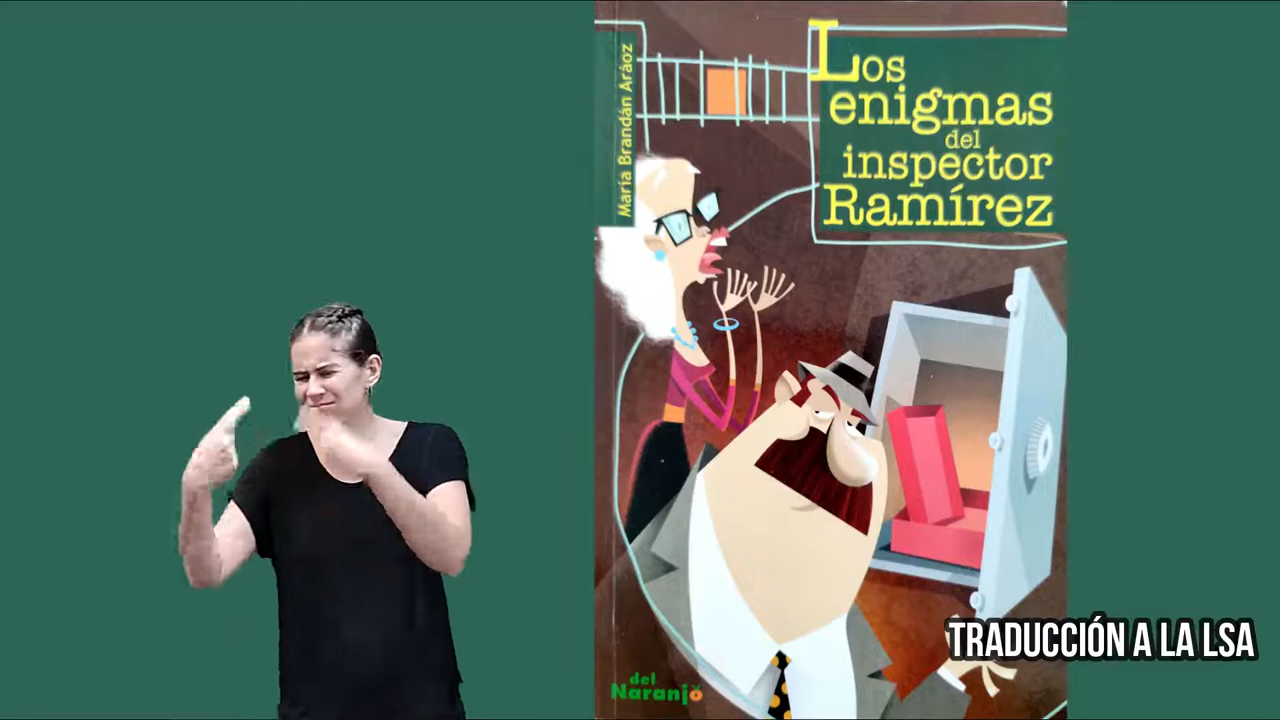 María Brandán Aráoz
Los
enigmas
del
inspector
Ramírez
del
Naranjo
TRADUCCIÓN A LA LSA